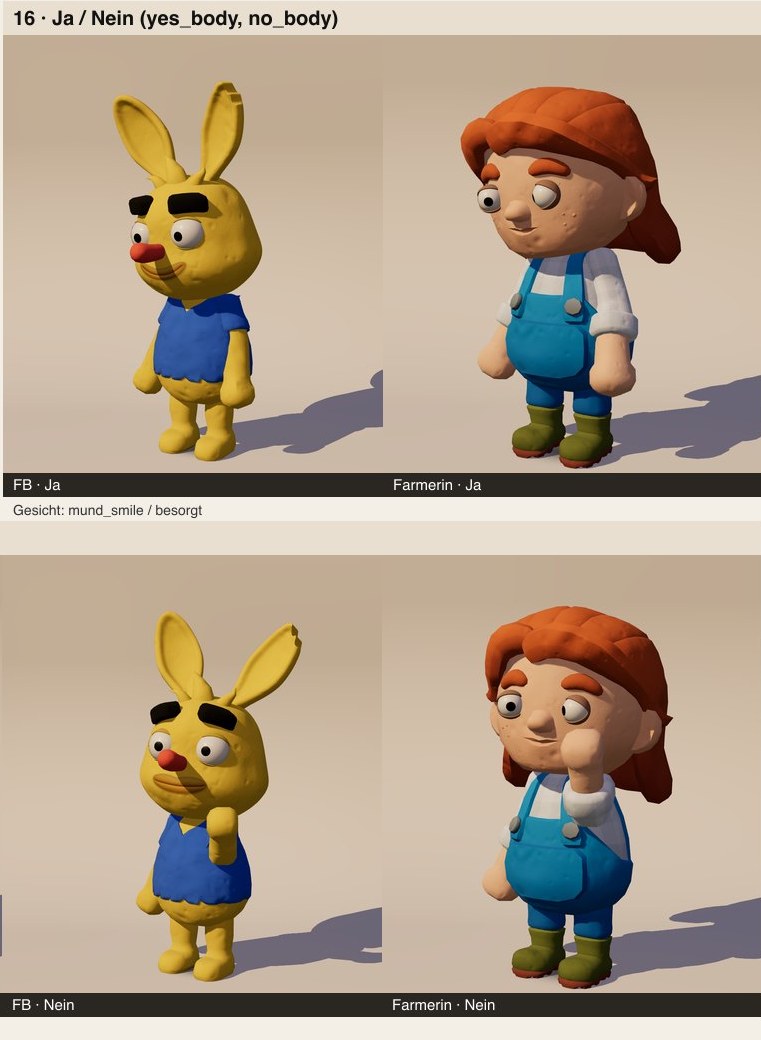 16 · Ja / Nein (yes_body, no_body)
FB · Ja
Farmerin · Ja
Gesicht: mund_smile / besorgt
FB · Nein
Farmerin · Nein